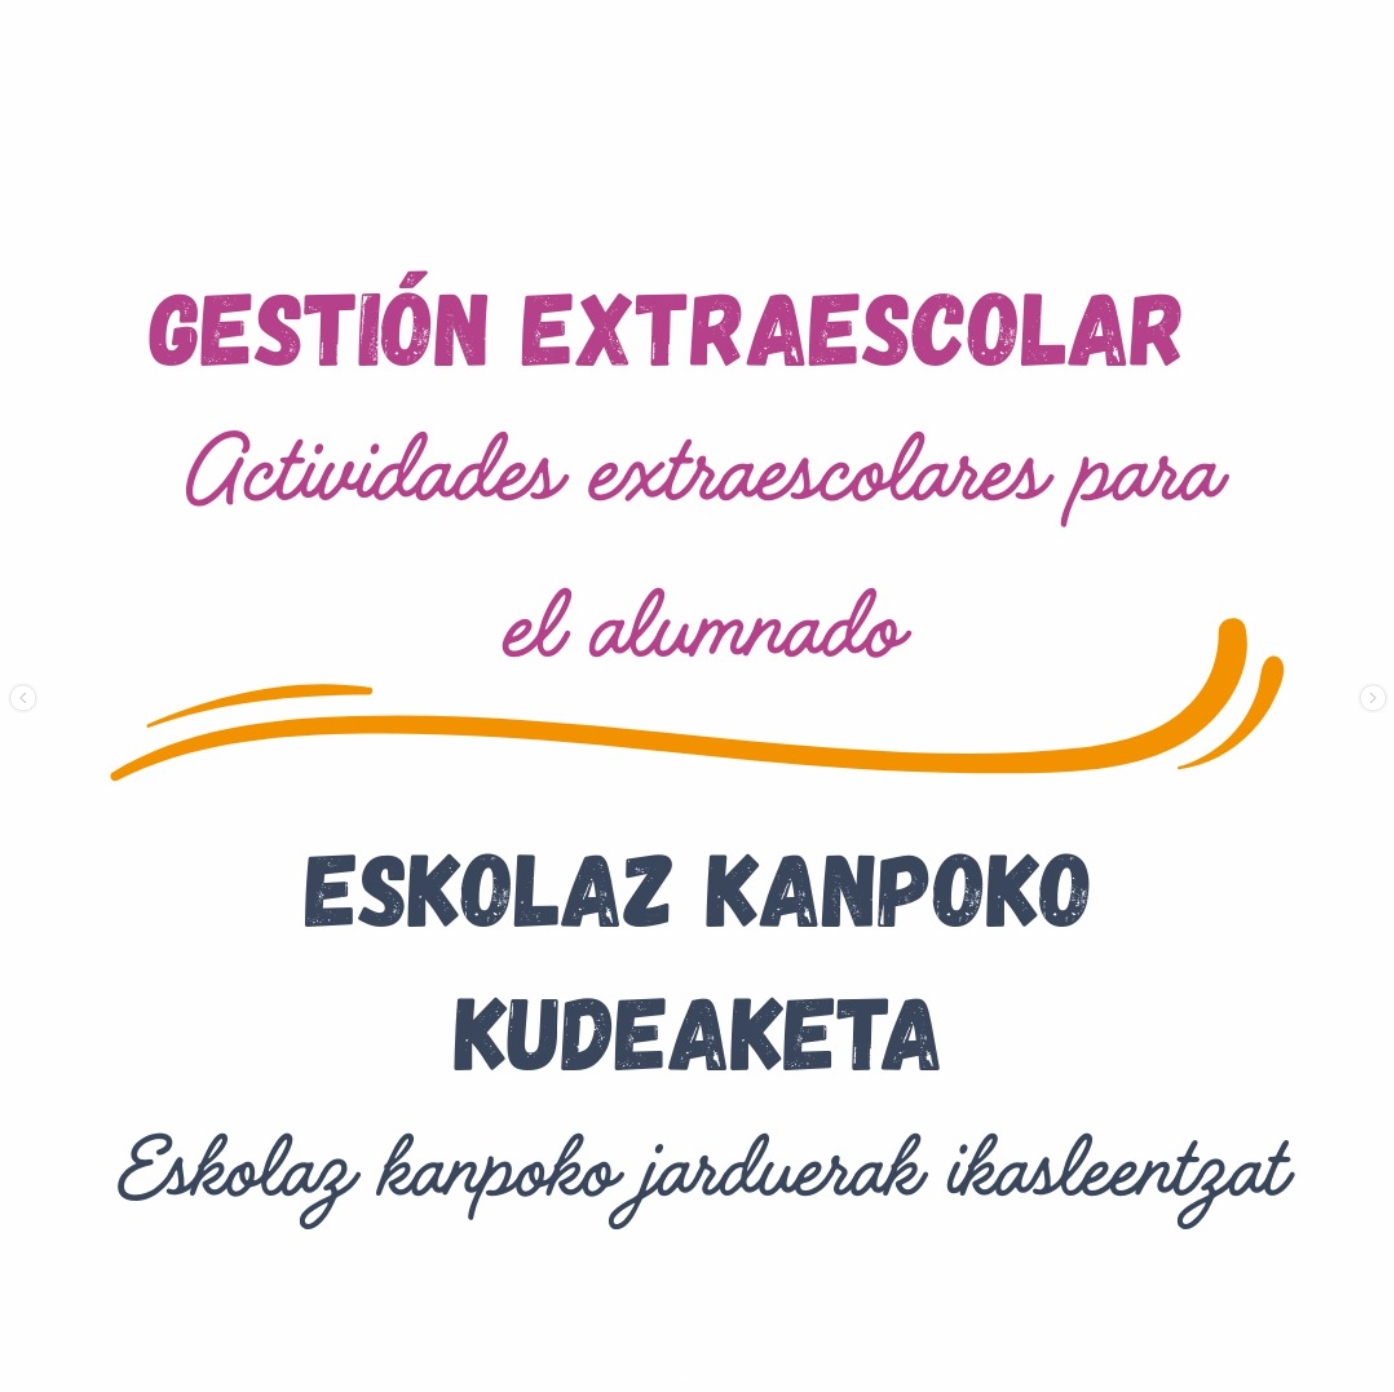 GESTIÓN EXTRAESCOLAR
Actividades extraescolares para
el alumnado
ESKOLAZ KANPOKO
KUDEAKETA
Eskolaz kanpoko jarduerak ikasleentzat